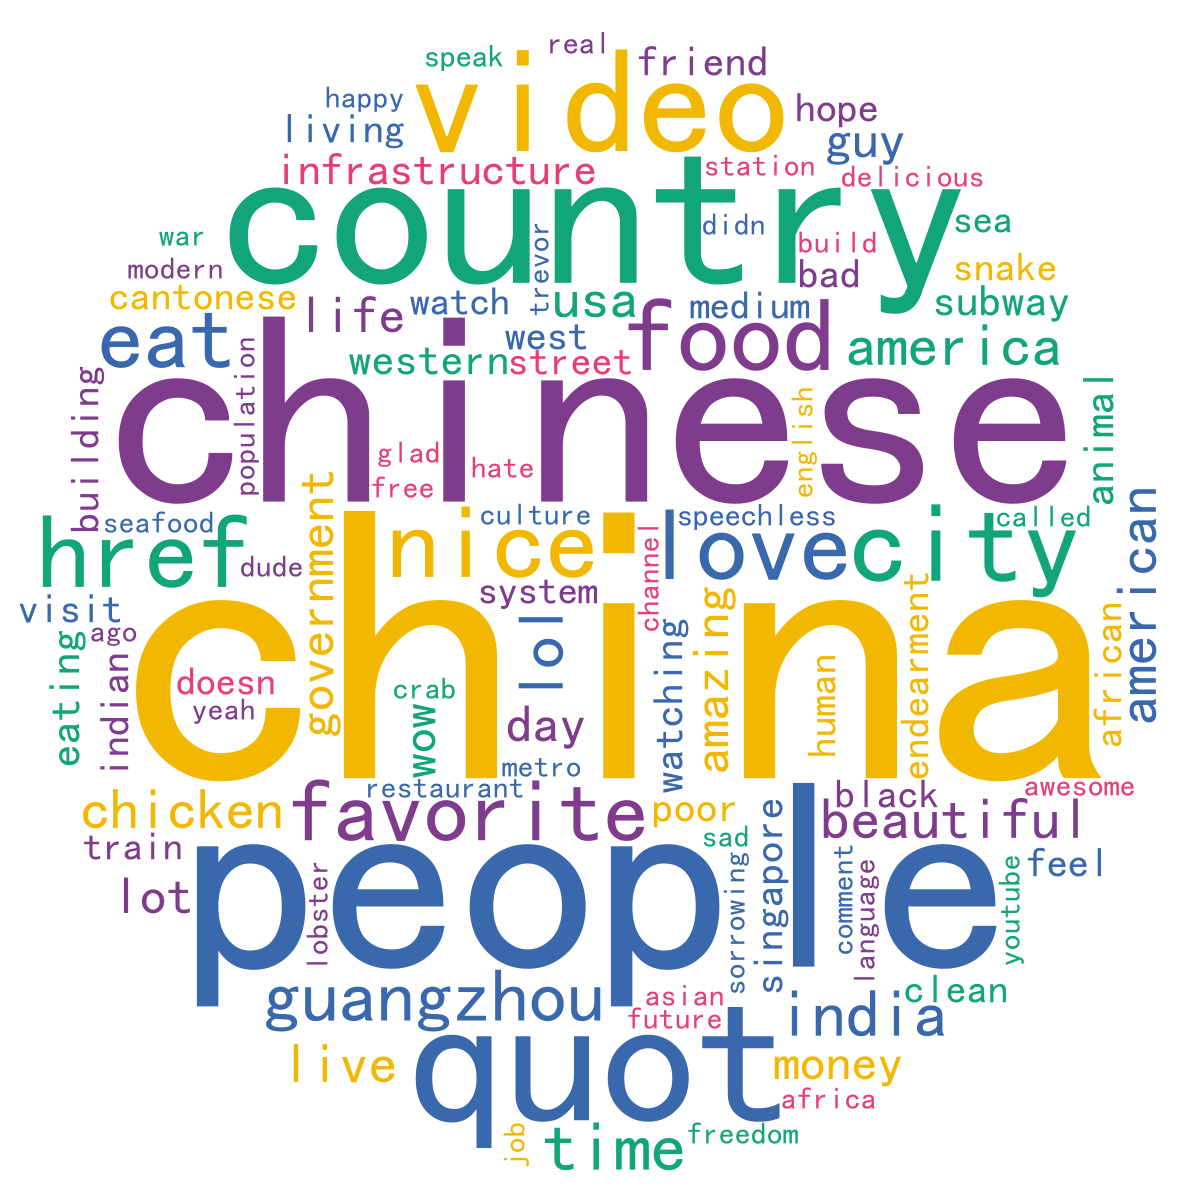 real
speak
friend
video
happy
hope
living
guy
infrastructure
station
delicious
country
sea
didn
war
trevor
build
modern
bad
snake
cantonese
life
watch
usa
medium
subway
eat
west
food
america
western
street
chinese
population
building
english
animal
glad
hate
free
government
href
seafood
nice
culture
love
speechless
city
called
american
channel
dude
system
china
visit
ago
eating
indian
doesn
yeah
lol
crab
wow
day
watching
amazing
human
endearment
african
metro
restaurant
awesome
chicken
favorite
poor
black
beautiful
train
sad
singapore
people
lot
lobster
sorrowing
comment
language
youtube
feel
guangzhou
asian
future
clean
india
quot
live
money
africa
job
time
freedom